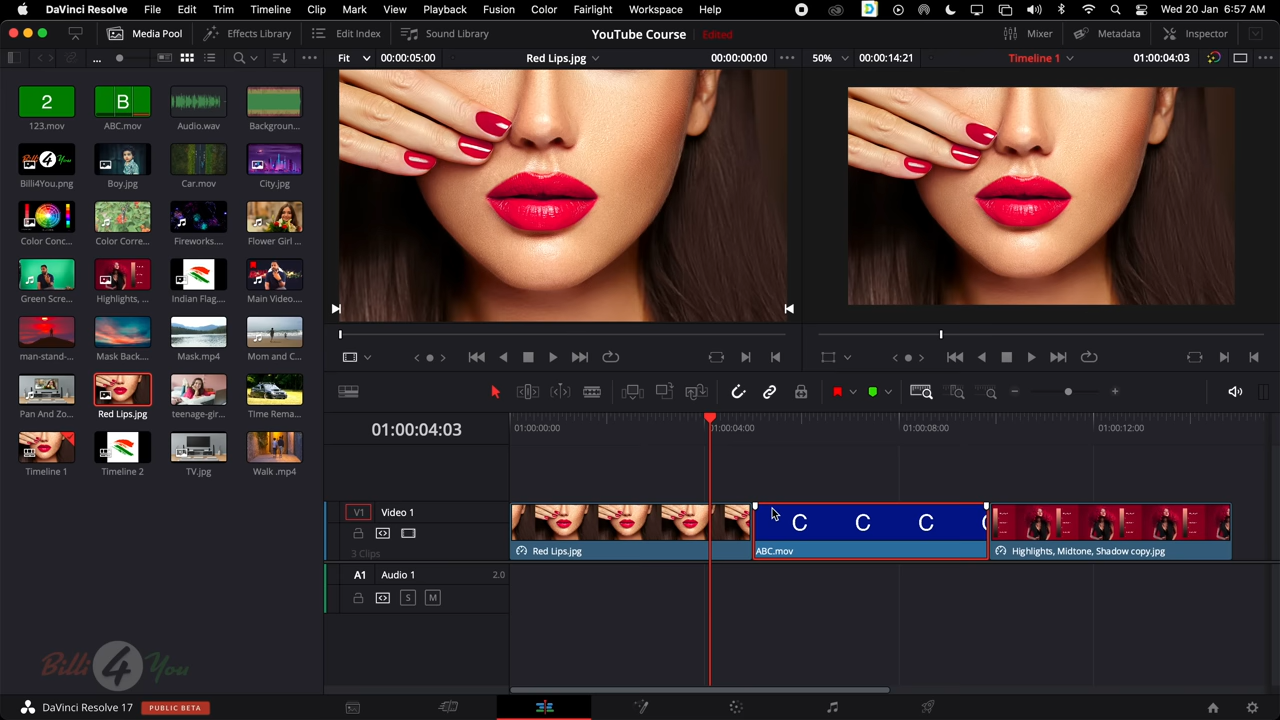 DaVinci Resolve File Edit Trim Timeline Clip Mark View Playback Fusion Color Fairlight Workspace Help Wed 20 Jan 6:57 AM
Media Pool Effects Library Edit Index Sound Library YouTube Course Edited Mixer Metadata Inspector
... Fit 00:00:05:00 Red Lips.jpg 00:00:00:00 50% 00:00:14:21 Timeline 1 01:00:04:03
2 B
123.mov ABC.mov Audio.wav Backgroun...
Billi4You.png Boy.jpg Car.mov City.jpg
Color Conc... Color Corre... Fireworks.... Flower Girl ...
Green Scre... Highlights, ... Indian Flag.... Main Video....
man-stand-... Mask Back.... Mask.mp4 Mom and C...
Pan And Zo... Red Lips.jpg teenage-gir... TIme Rema...
Timeline 1 Timeline 2 TV.jpg Walk .mp4
01:00:04:03 01:00:00:00 01:00:04:00 01:00:08:00 01:00:12:00
V1 Video 1
C C C
3 Clips
Red Lips.jpg ABC.mov Highlights, Midtone, Shadow copy.jpg
A1 Audio 1 2.0
S M
Billi 4 You
DaVinci Resolve 17 PUBLIC BETA